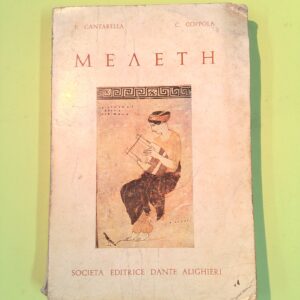 R. CANTARELLA C. COPPOLA
ΜΕΛΕΤΗ
SOCIETÀ EDITRICE DANTE ALIGHIERI